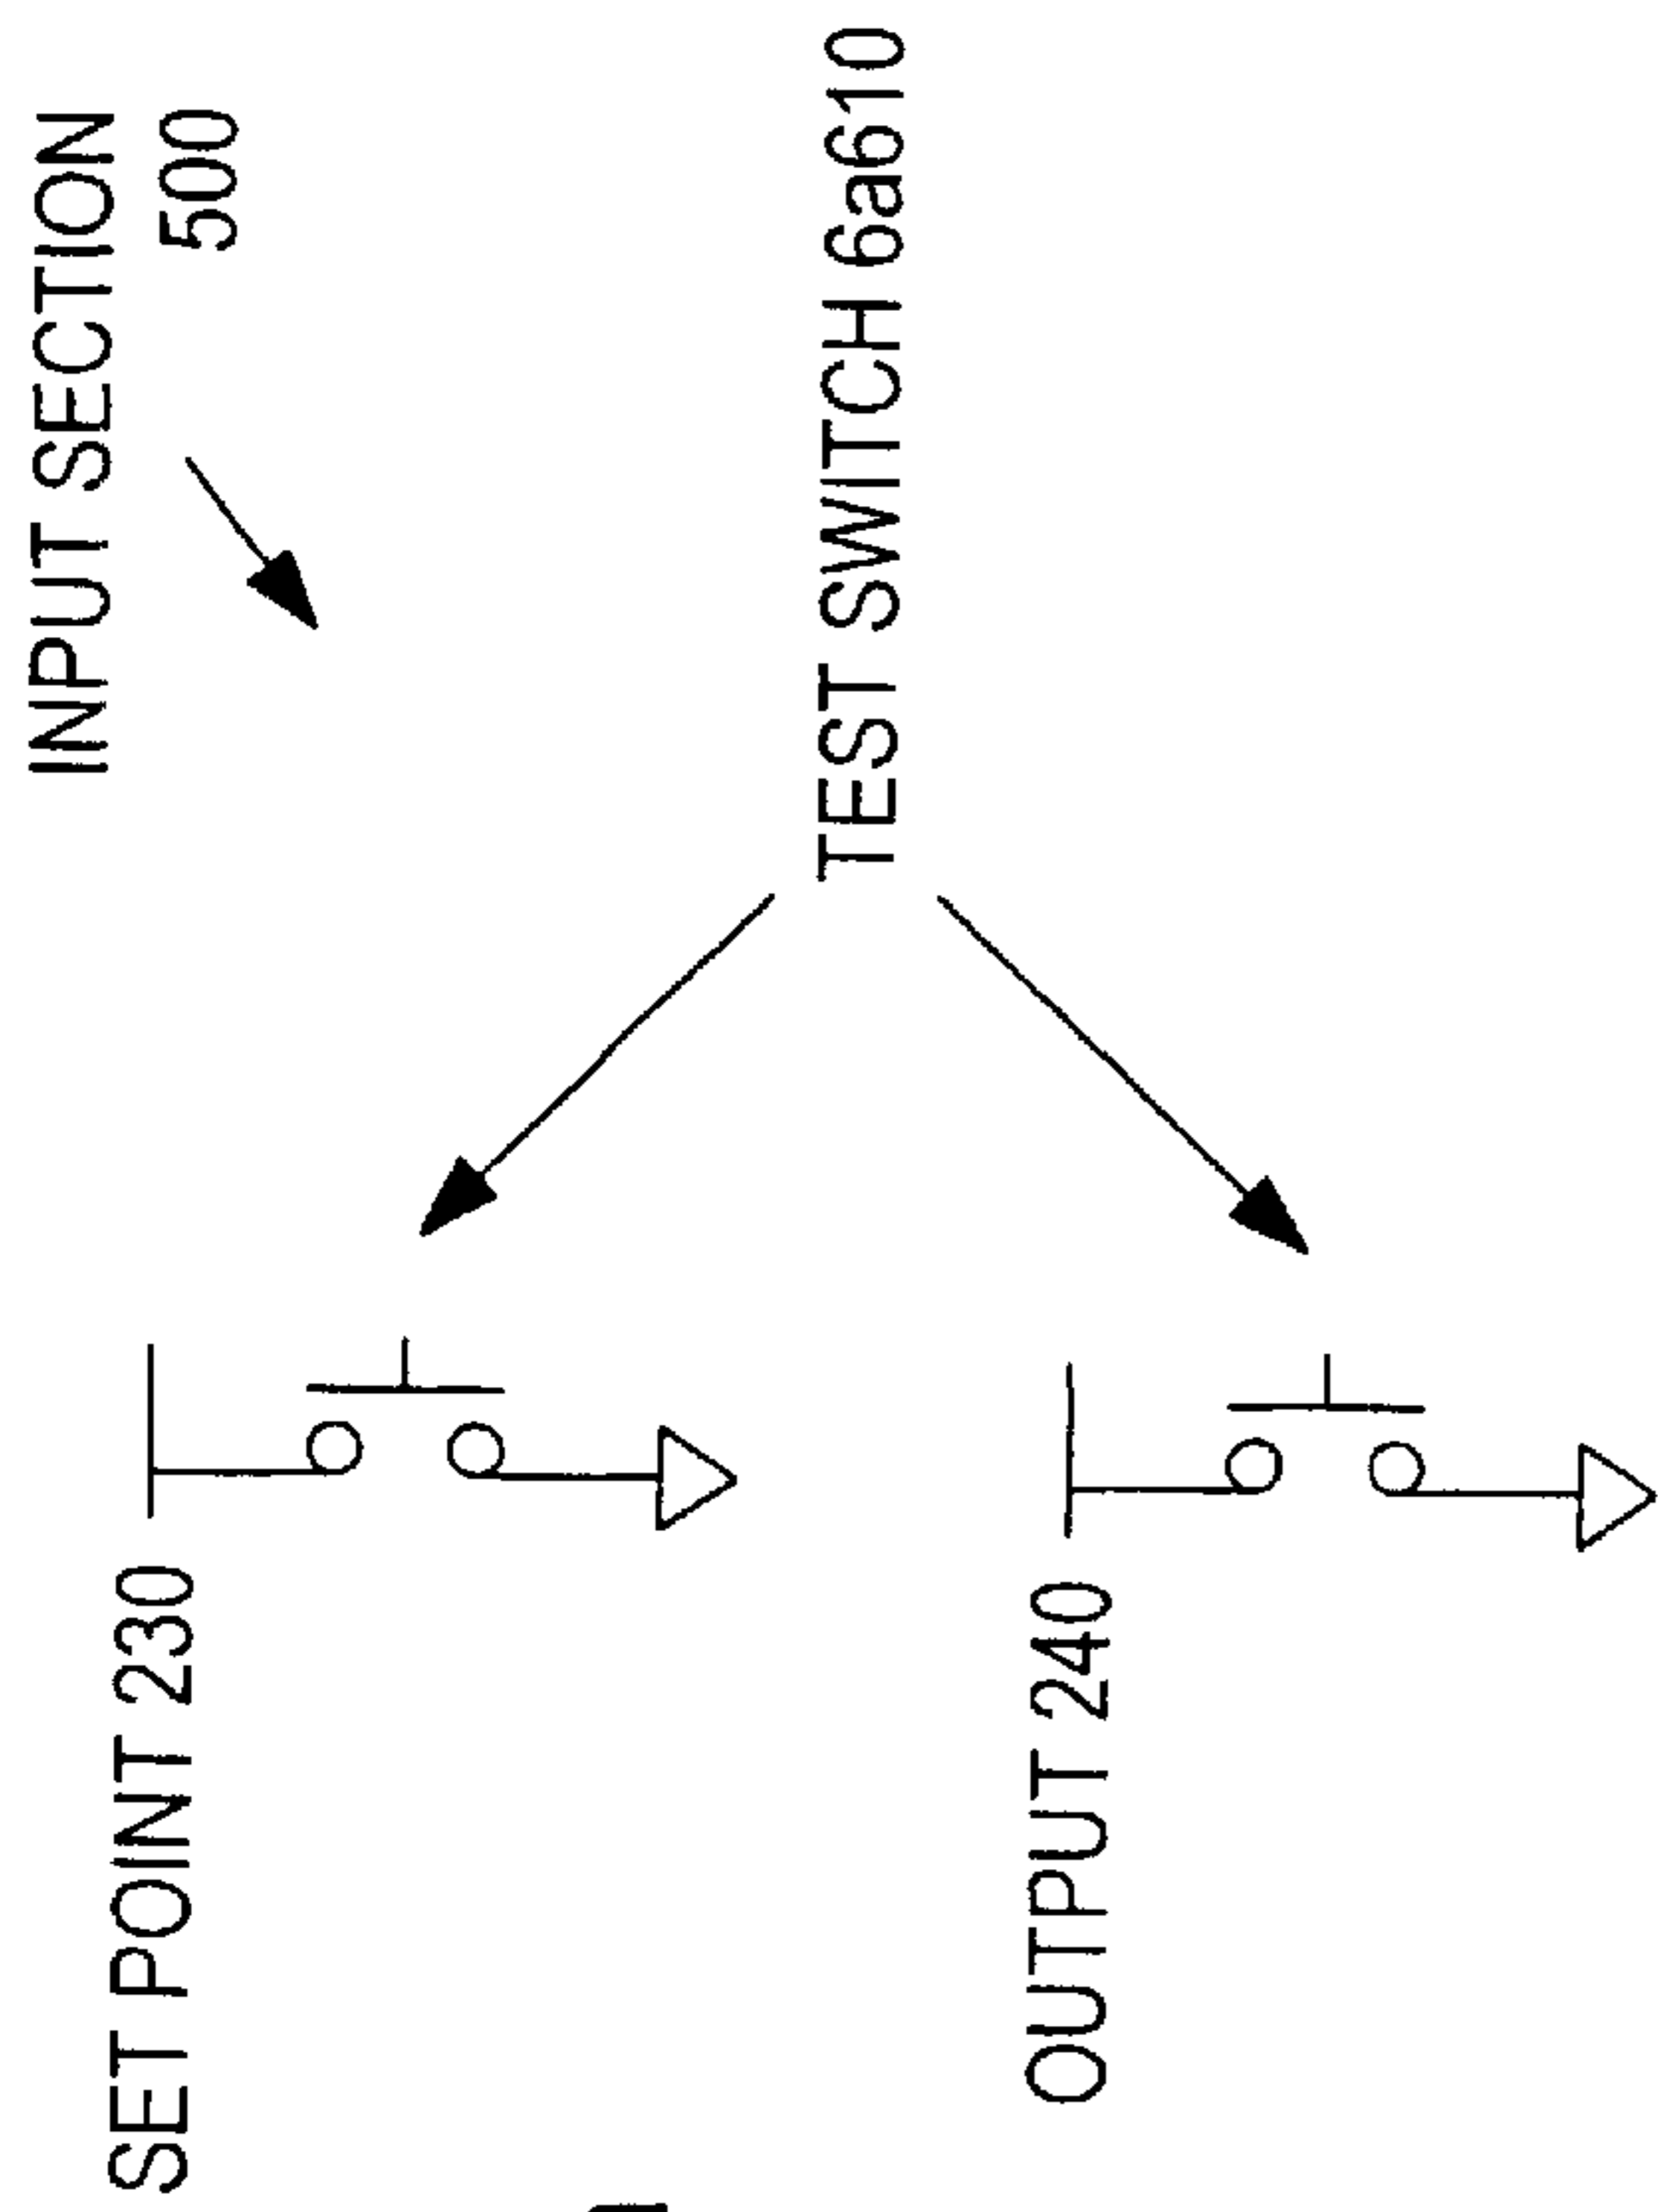 INPUT SECTION
500
TEST SWITCH 6a610
SET POINT 230
OUTPUT 240